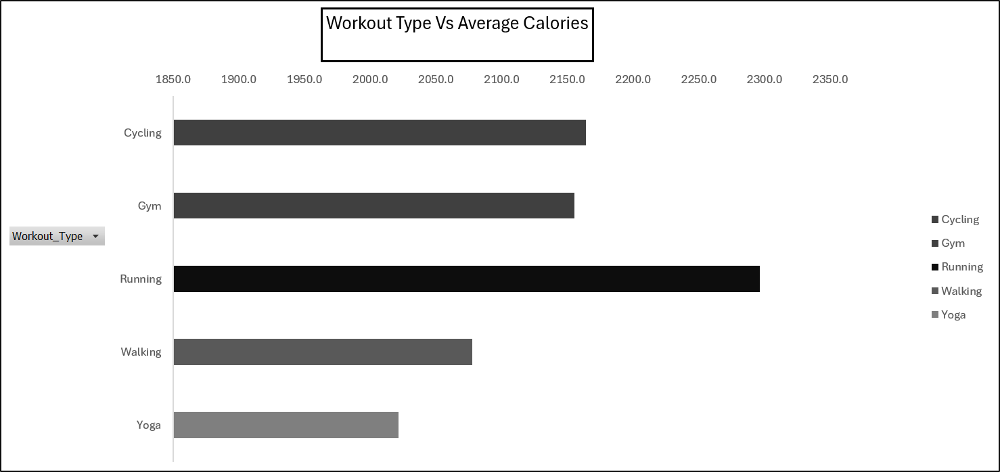 Workout Type Vs Average Calories
1850.0 1900.0 1950.0 2000.0 2050.0 2100.0 2150.0 2200.0 2250.0 2300.0 2350.0
Cycling
Gym
Workout_Type
Running
Walking
Yoga
Cycling
Gym
Running
Walking
Yoga